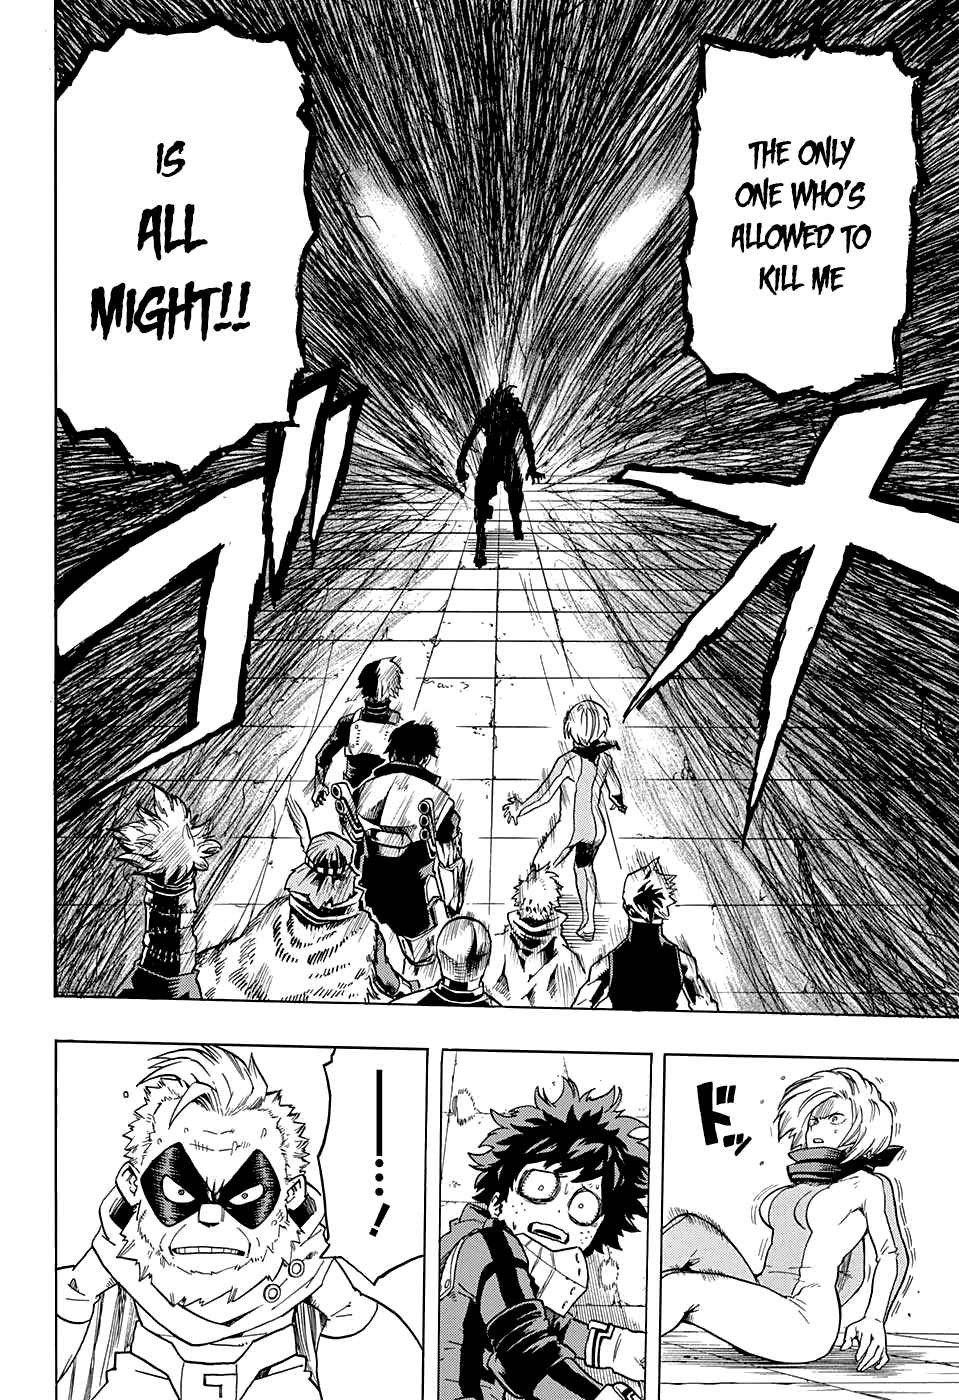 THE ONLY
ONE WHO'S
ALLOWED TO
KILL ME
IS
ALL
MIGHT!!
ドッ
……!